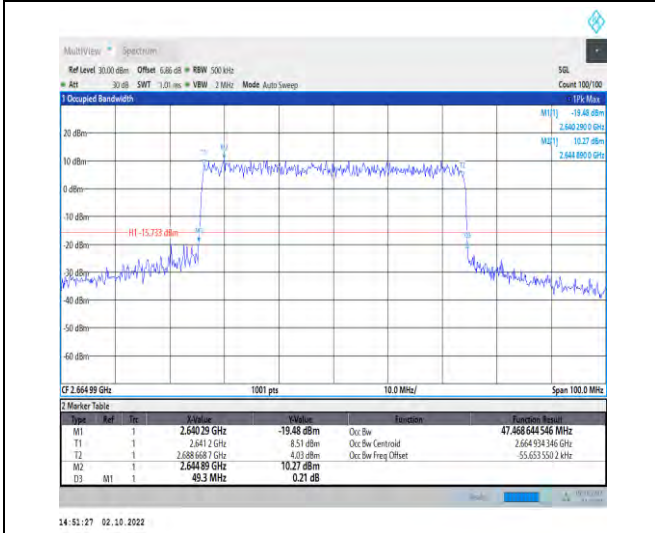 MultiView Spectrum
Ref Level 30.00 dBm Offset 6.86 dB RBW 500 kHz SGL
Att 30 dB SWT 1.01 ms VBW 2 MHz Mode Auto Sweep Count 100/100
1 Occupied Bandwidth 1Pk Max
M1[1] -19.48 dBm
2.640 290 0 GHz
M2[1] 10.27 dBm
2.644 890 0 GHz
20 dBm
10 dBm
0 dBm
-10 dBm
H1 -15.733 dBm
-20 dBm
-30 dBm
-40 dBm
-50 dBm
-60 dBm
CF 2.664 99 GHz 1001 pts 10.0 MHz/ Span 100.0 MHz
2 Marker Table
Type Ref Trc X-Value Y-Value Function Function Result
M1 1 2.640 29 GHz -19.48 dBm Occ Bw 47.468 644 546 MHz
T1 1 2.641 2 GHz 8.51 dBm Occ Bw Centroid 2.664 934 346 GHz
T2 1 2.688 668 7 GHz 4.03 dBm Occ Bw Freq Offset -55.653 550 2 kHz
M2 1 2.644 89 GHz 10.27 dBm
D3 M1 1 49.3 MHz 0.21 dB
14:51:27 02.10.2022